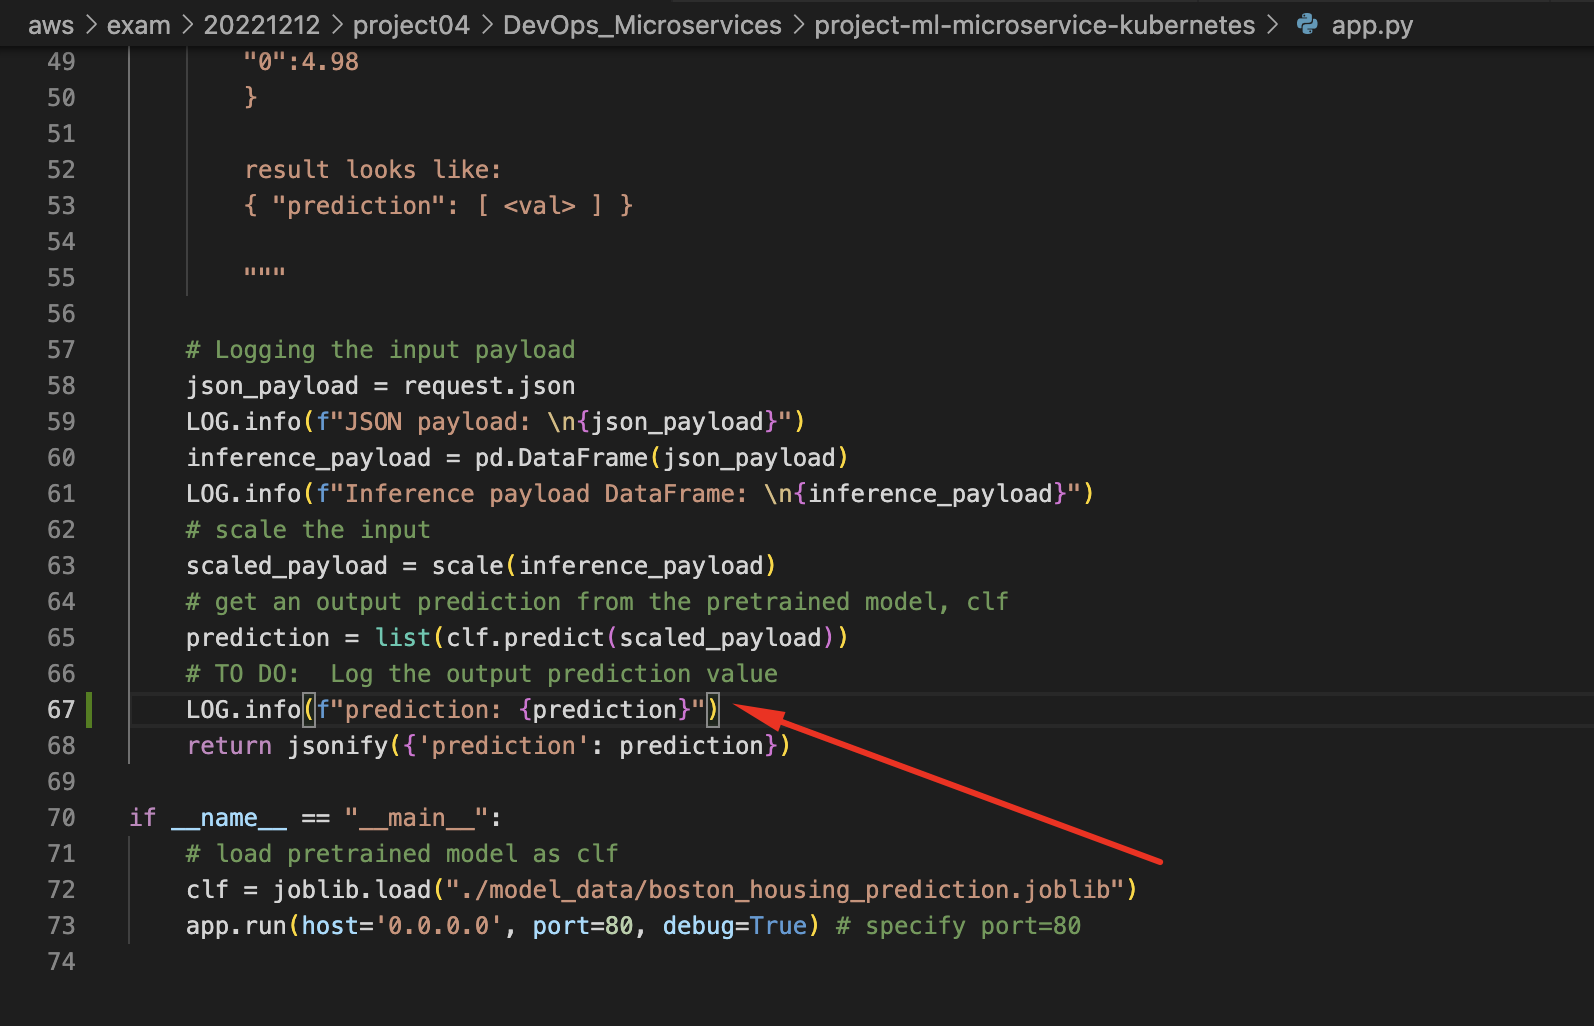 aws > exam > 20221212 > project04 > DevOps_Microservices > project-ml-microservice-kubernetes > app.py
49 "0":4.98
50 }
51
52 result looks like:
53 { "prediction": [ <val> ] }
54
55 """
56
57 # Logging the input payload
58 json_payload = request.json
59 LOG.info(f"JSON payload: \n{json_payload}")
60 inference_payload = pd.DataFrame(json_payload)
61 LOG.info(f"Inference payload DataFrame: \n{inference_payload}")
62 # scale the input
63 scaled_payload = scale(inference_payload)
64 # get an output prediction from the pretrained model, clf
65 prediction = list(clf.predict(scaled_payload))
66 # TO DO:  Log the output prediction value
67 LOG.info(f"prediction: {prediction}")
68 return jsonify({'prediction': prediction})
69
70 if __name__ == "__main__":
71 # load pretrained model as clf
72 clf = joblib.load("./model_data/boston_housing_prediction.joblib")
73 app.run(host='0.0.0.0', port=80, debug=True) # specify port=80
74